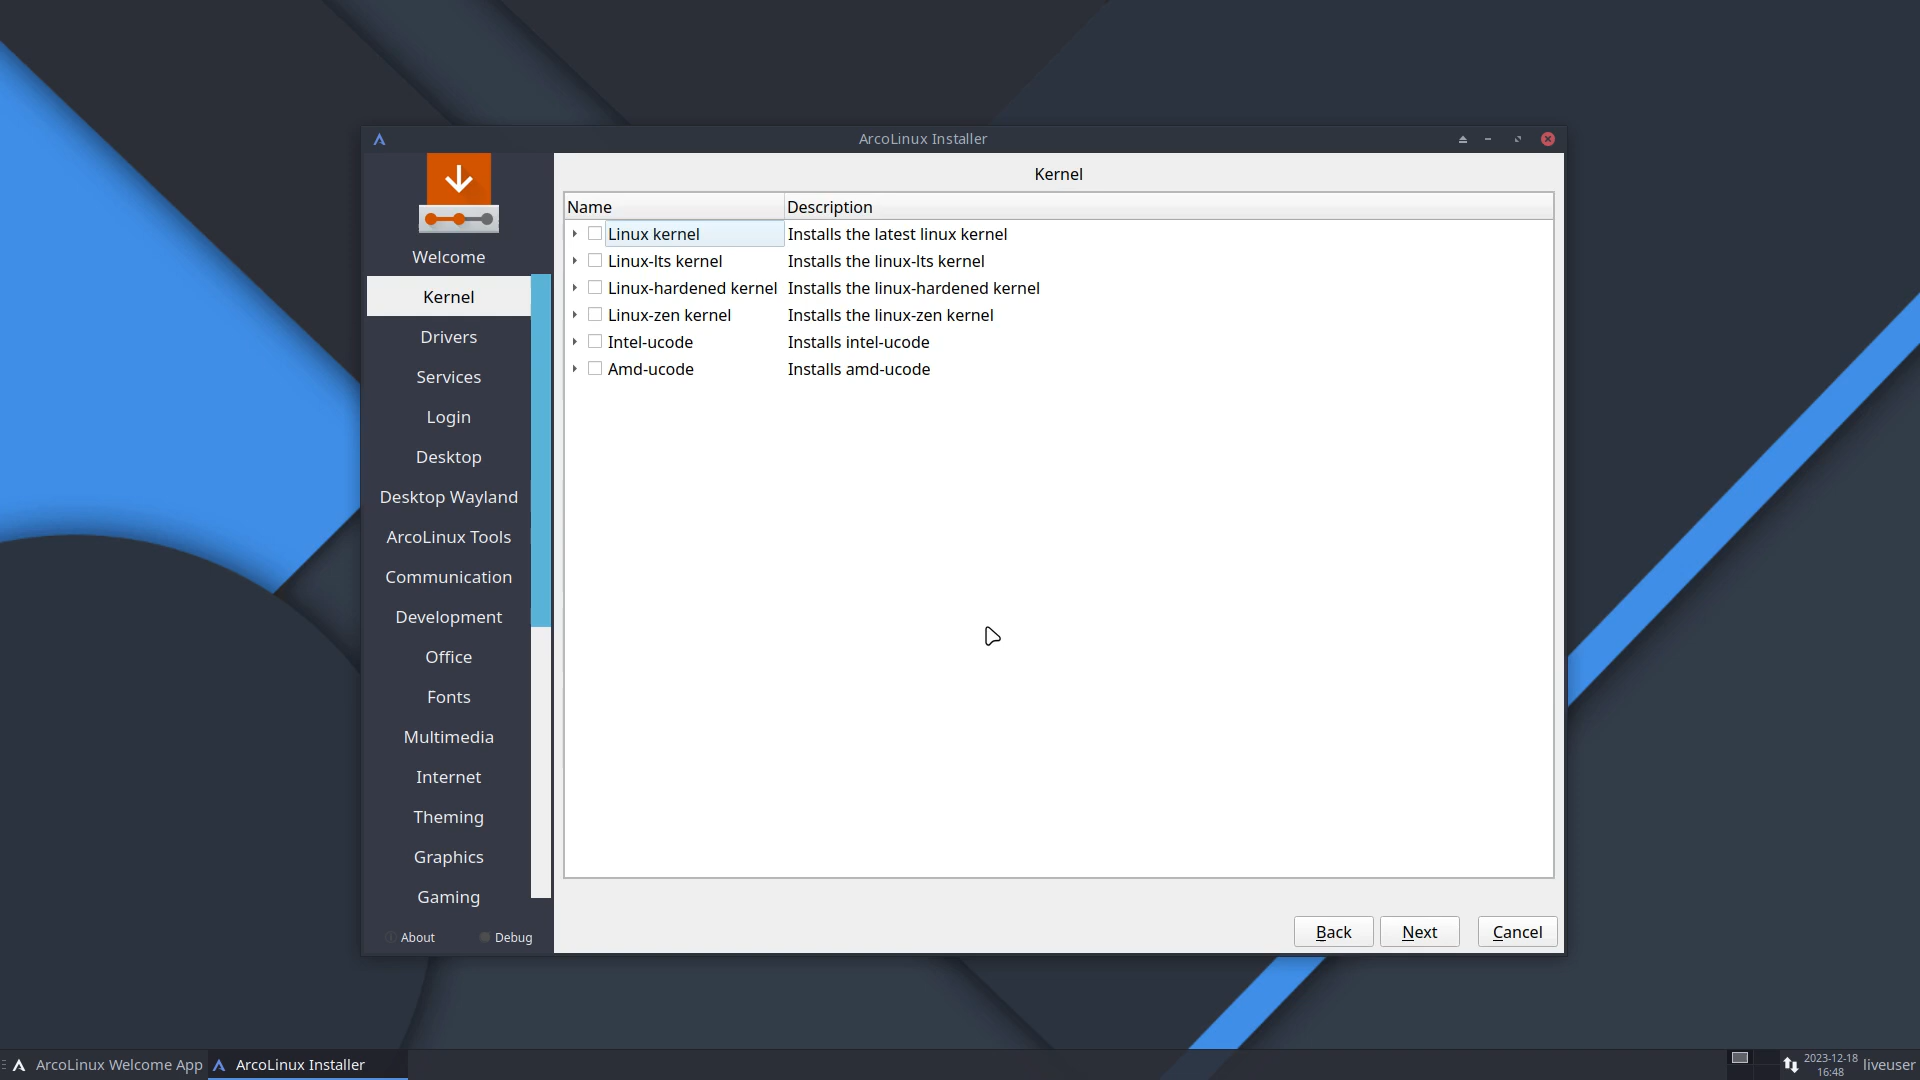 ArcoLinux Installer
Welcome
Kernel
Drivers
Services
Login
Desktop
Desktop Wayland
ArcoLinux Tools
Communication
Development
Office
Fonts
Multimedia
Internet
Theming
Graphics
Gaming
About Debug
Kernel
Name Description
Linux kernel Installs the latest linux kernel
Linux-lts kernel Installs the linux-lts kernel
Linux-hardened kernel Installs the linux-hardened kernel
Linux-zen kernel Installs the linux-zen kernel
Intel-ucode Installs intel-ucode
Amd-ucode Installs amd-ucode
Back Next Cancel
ArcoLinux Welcome App ArcoLinux Installer
2023-12-18
16:48
liveuser